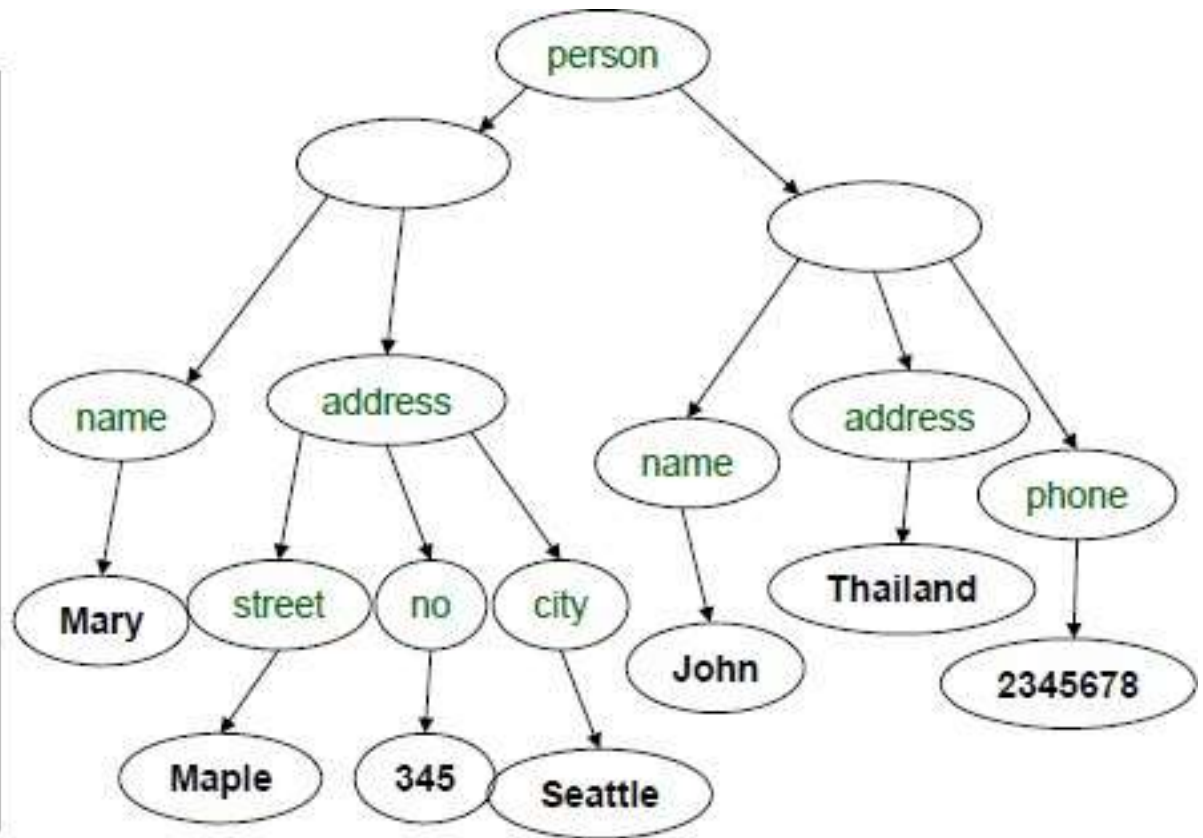 person
name
address
name
address
phone
Mary
street
no
city
John
Thailand
2345678
Maple
345
Seattle